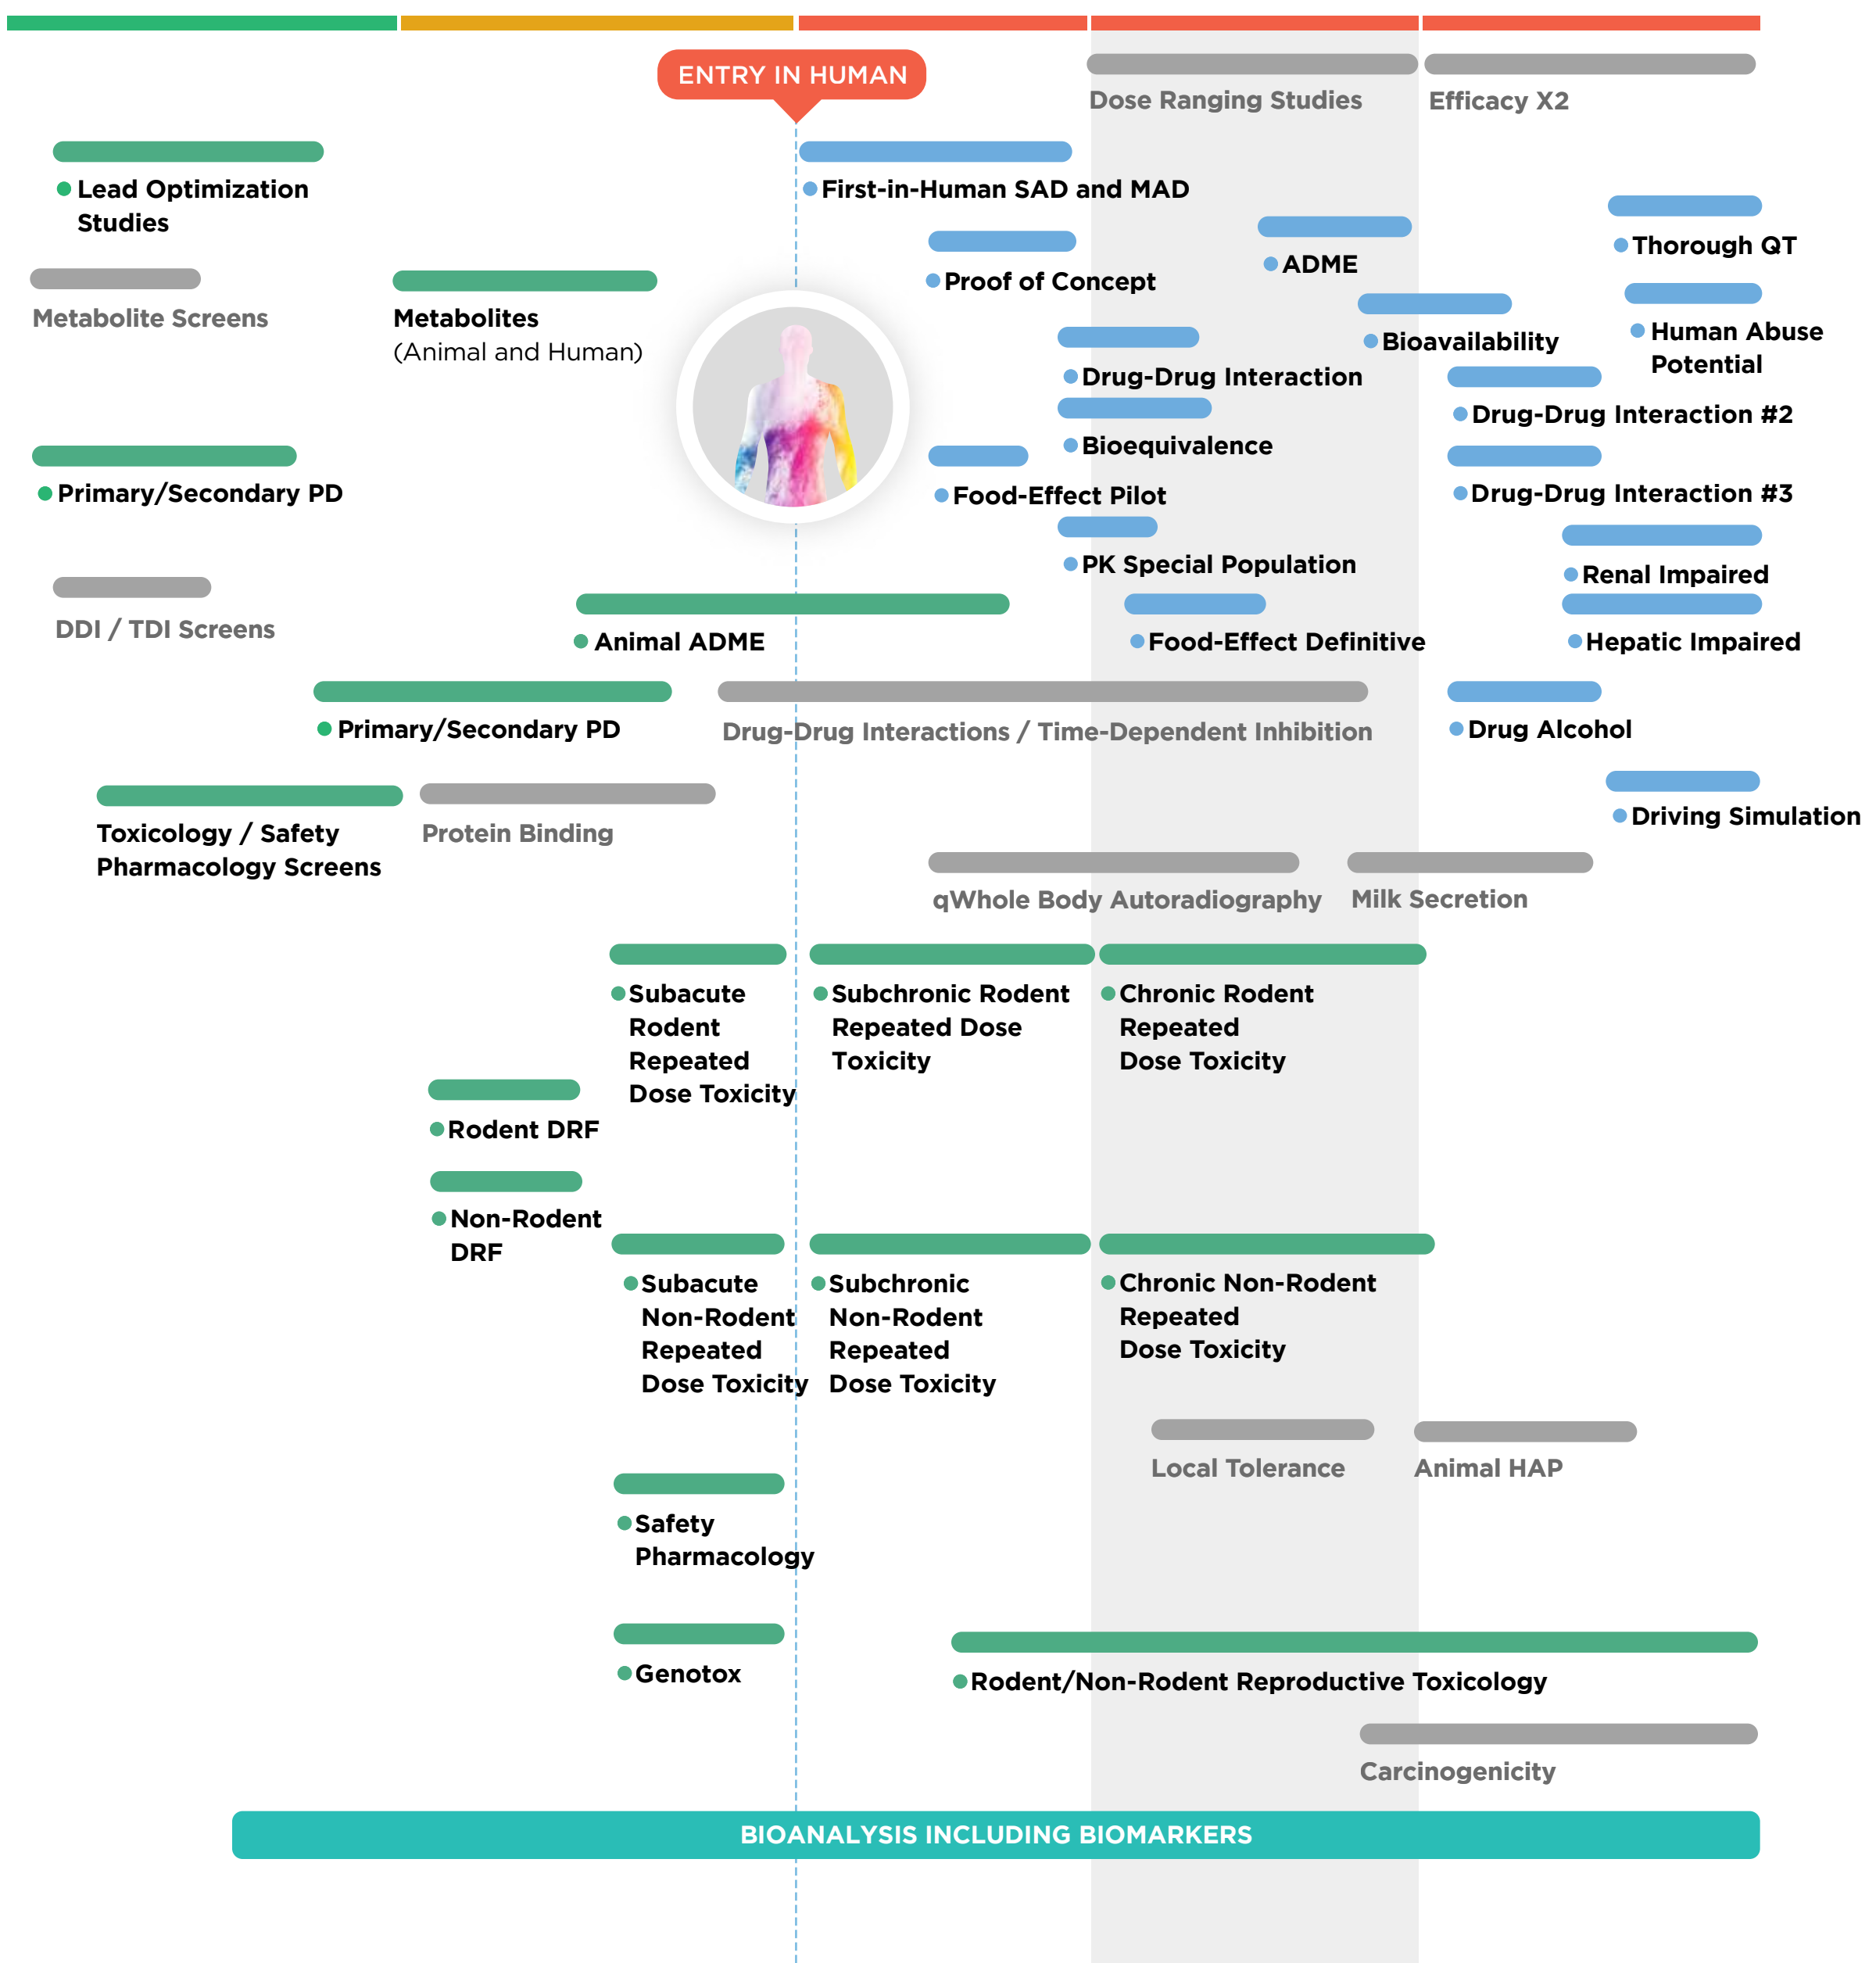 ENTRY IN HUMAN
Dose Ranging Studies
Efficacy X2
Lead Optimization
Studies
First-in-Human SAD and MAD
Thorough QT
ADME
Proof of Concept
Metabolite Screens
Metabolites
(Animal and Human)
Human Abuse
Potential
Bioavailability
Drug-Drug Interaction
Drug-Drug Interaction #2
Bioequivalence
Primary/Secondary PD
Food-Effect Pilot
Drug-Drug Interaction #3
PK Special Population
Renal Impaired
DDI / TDI Screens
Animal ADME
Food-Effect Definitive
Hepatic Impaired
Primary/Secondary PD
Drug-Drug Interactions / Time-Dependent Inhibition
Drug Alcohol
Driving Simulation
Toxicology / Safety
Pharmacology Screens
Protein Binding
qWhole Body Autoradiography
Milk Secretion
Subacute
Rodent
Repeated
Dose Toxicity
Subchronic Rodent
Repeated Dose
Toxicity
Chronic Rodent
Repeated
Dose Toxicity
Rodent DRF
Non-Rodent
DRF
Subacute
Non-Rodent
Repeated
Dose Toxicity
Subchronic
Non-Rodent
Repeated
Dose Toxicity
Chronic Non-Rodent
Repeated
Dose Toxicity
Local Tolerance
Animal HAP
Safety
Pharmacology
Genotox
Rodent/Non-Rodent Reproductive Toxicology
Carcinogenicity
BIOANALYSIS INCLUDING BIOMARKERS